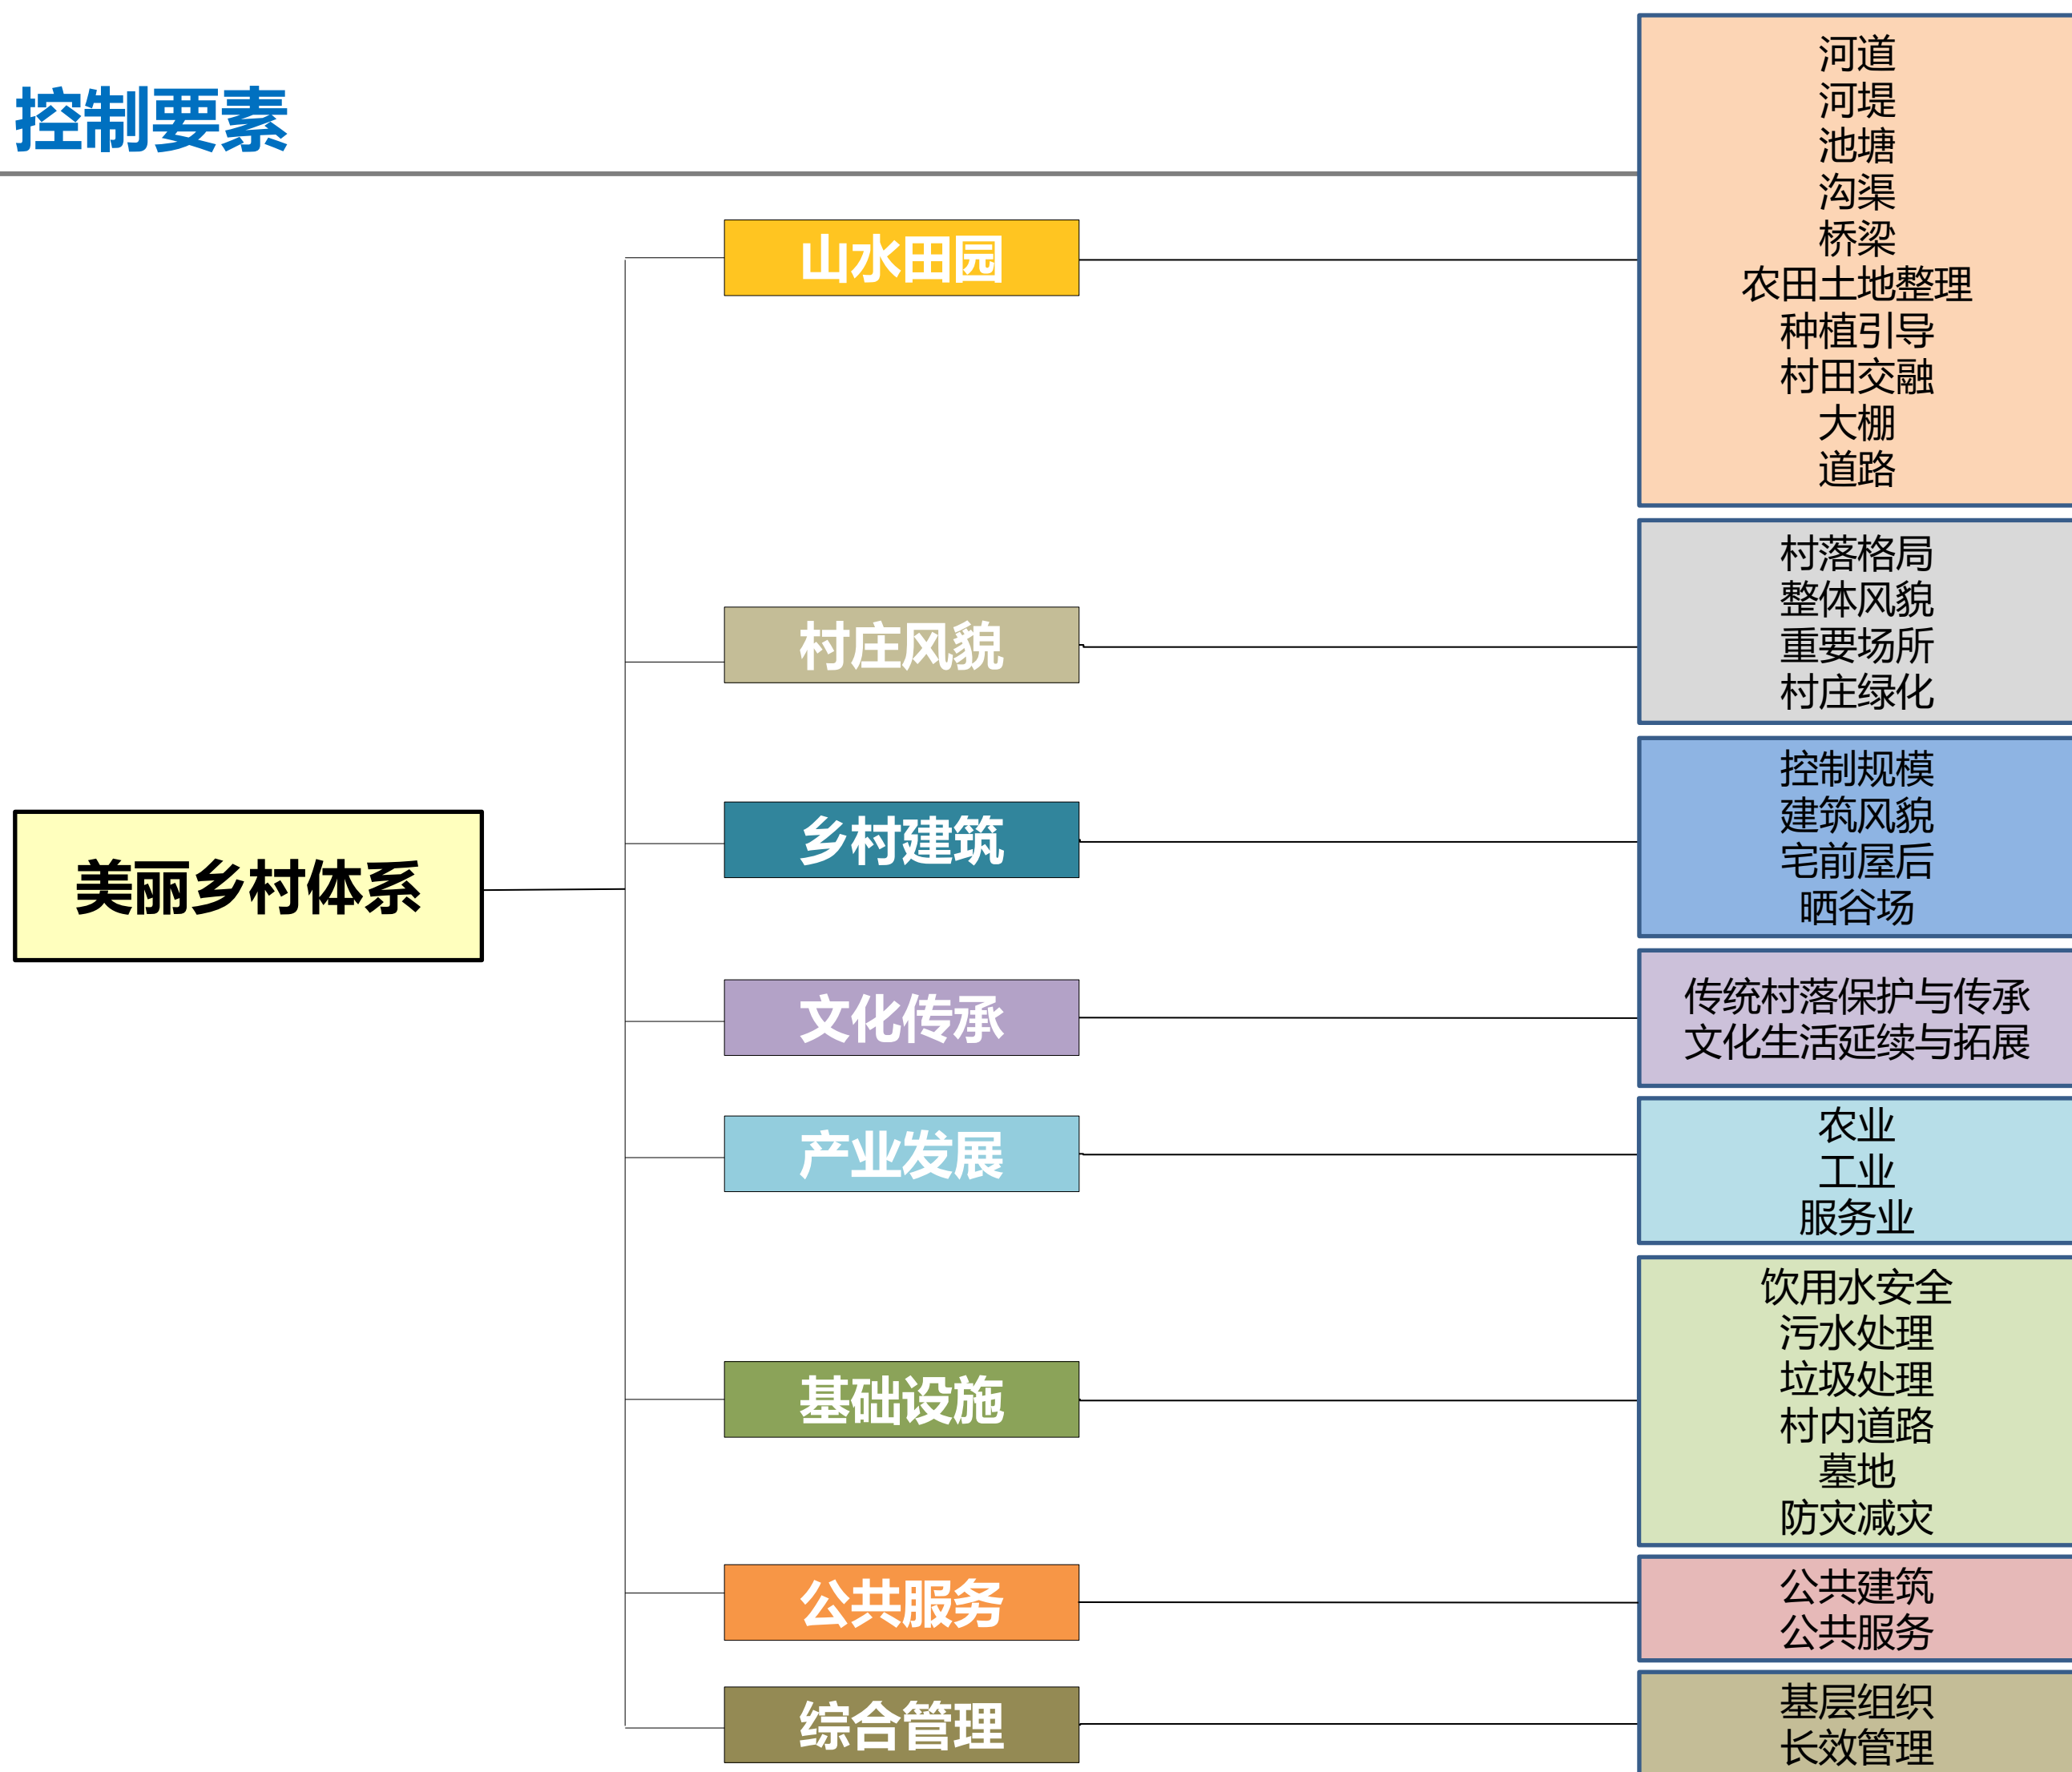 控制要素
美丽乡村体系
山水田园
河道
河堤
池塘
沟渠
桥梁
农田土地整理
种植引导
村田交融
大棚
道路
村庄风貌
村落格局
整体风貌
重要场所
村庄绿化
乡村建筑
控制规模
建筑风貌
宅前屋后
晒谷场
文化传承
传统村落保护与传承
文化生活延续与拓展
产业发展
农业
工业
服务业
基础设施
饮用水安全
污水处理
垃圾处理
村内道路
墓地
防灾减灾
公共服务
公共建筑
公共服务
综合管理
基层组织
长效管理